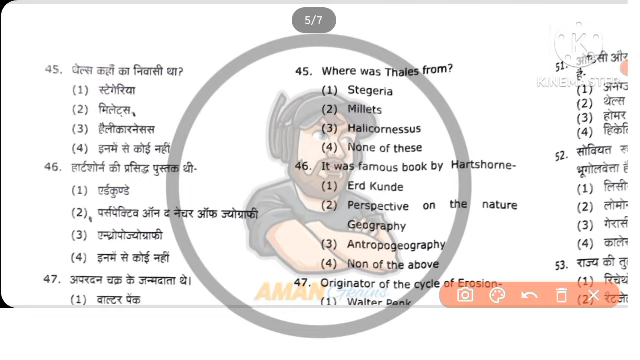 5/7
45. थेल्स कहाँ का निवासी था?
(1) स्टेगेरिया
(2) मिलेट्स
(3) हैलीकारनेसस
(4) इनमें से कोई नहीं
46. हार्टशोर्न की प्रसिद्ध पुस्तक थी-
(1) एर्डकुण्डे
(2) पर्सपेक्टिव ऑन द नेचर ऑफ ज्योग्राफी
(3) एन्थ्रोपोज्योग्राफी
(4) इनमें से कोई नहीं
47. अपरदन चक्र के जन्मदाता थे।
(1) वाल्टर पेंक
45. Where was Thales from?
(1) Stegeria
(2) Millets
(3) Halicornessus
(4) None of these
46. It was famous book by Hartshorne-
(1) Erd Kunde
(2) Perspective on the nature
Geography
(3) Antropogeography
(4) Non of the above
47. Originator of the cycle of Erosion-
(1) Walter Penk
51.
है-
(1)
(2) थेल्स
(3) होमर
(4)
52. सोवियत
भूगोलवेत्ता
(1)
(2)
(3)
(4)
53. राज्य की
(1)
(2)
KINEMASTER
AMAN